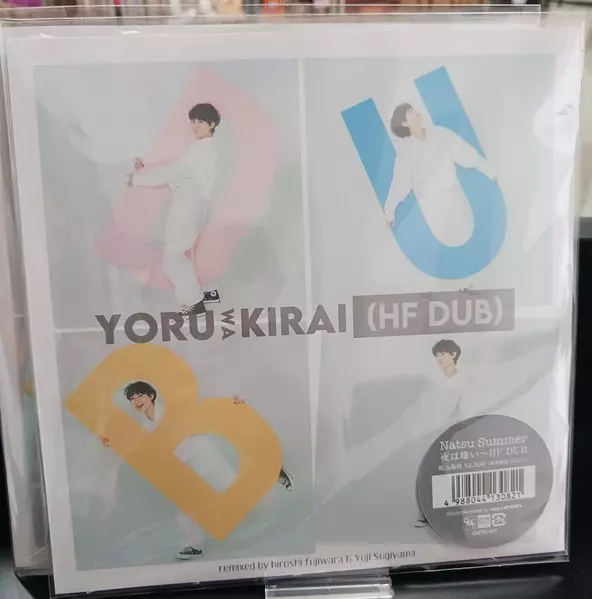 D
U
YORU WA KIRAI (HF DUB)
B
Natsu Summer
夜は嫌い〜HF DUB
4 988044 130821
remixed by hiroshi fujiwara & Yuji Sugiyama